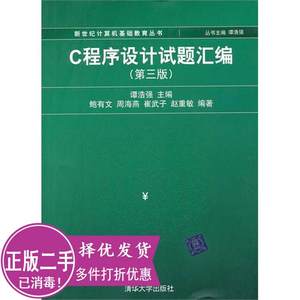 新世纪计算机基础教育丛书
丛书主编 谭浩强
C程序设计试题汇编
(第三版)
谭浩强 主编
鲍有文 周海燕 崔武子 赵重敏 编著
¥
清华大学出版社
正版二手
已消毒!
择优发货
多件打折优惠